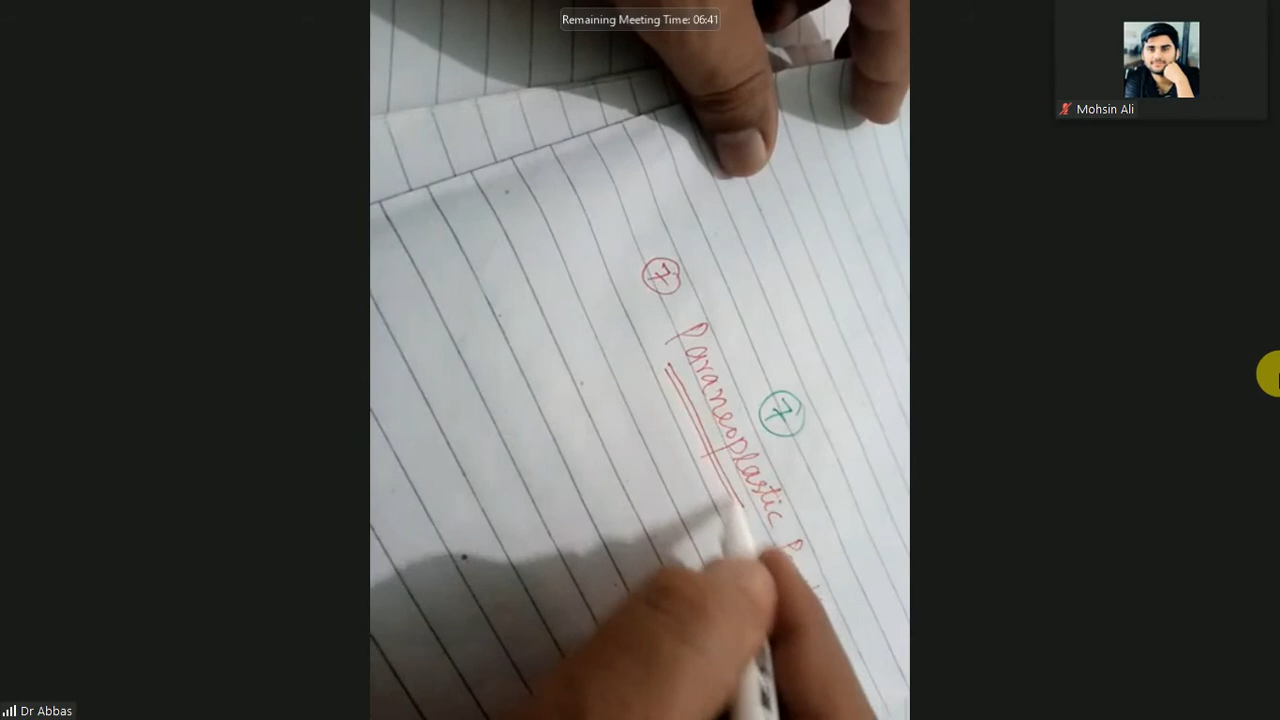 Remaining Meeting Time: 06:41
Mohsin Ali
7
7
Paraneoplastic
Dr Abbas